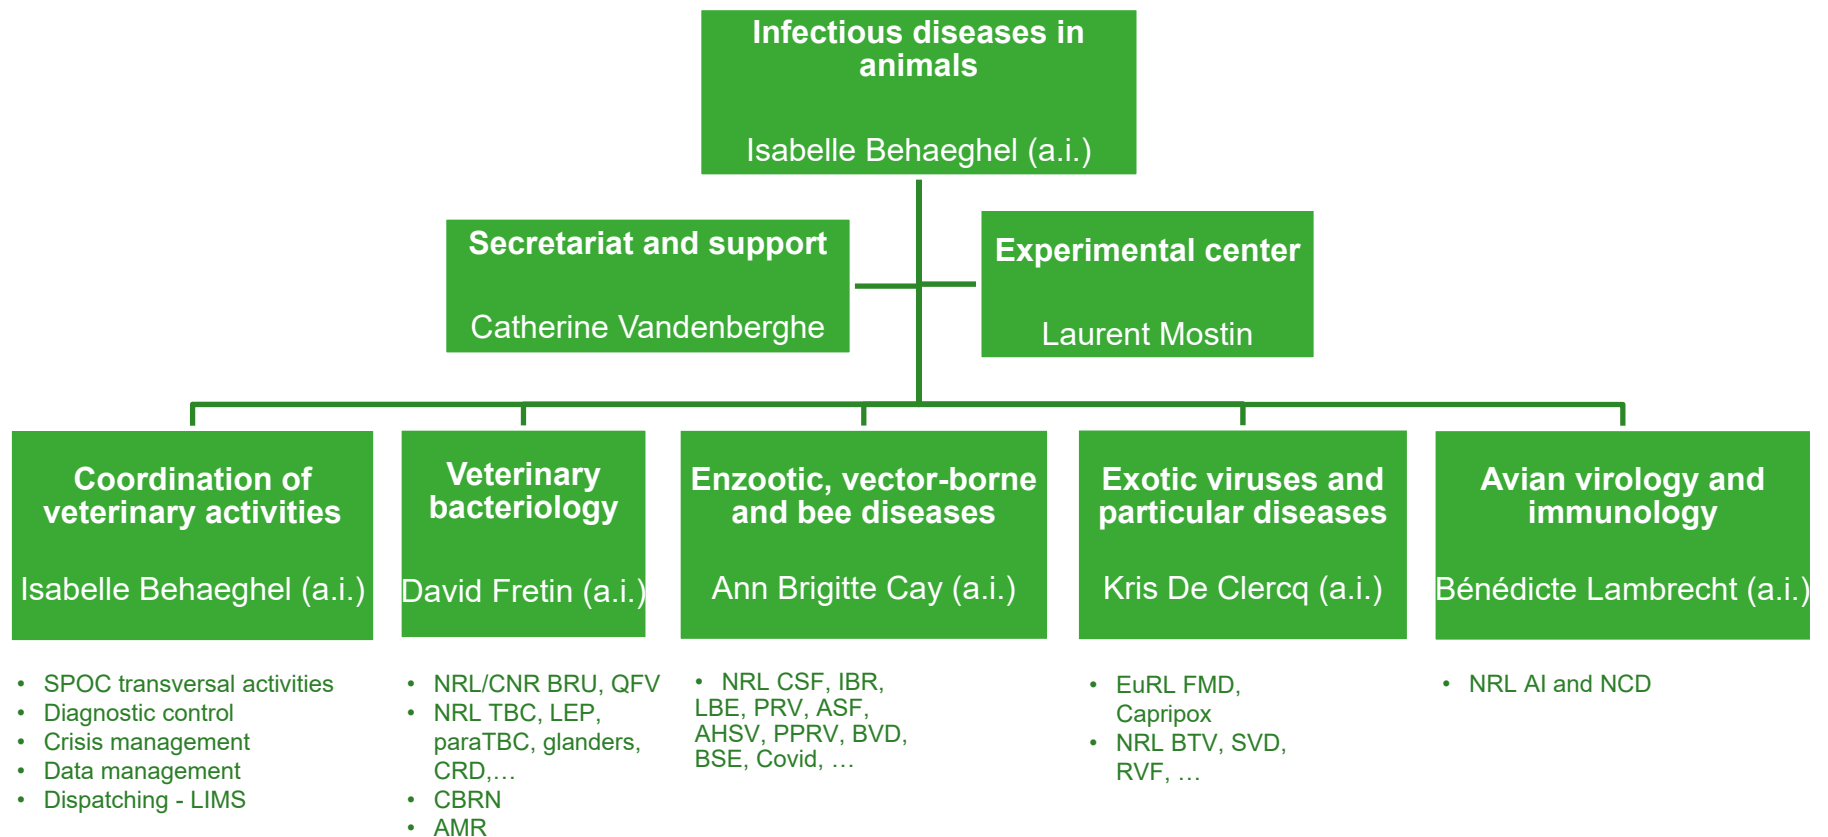 Infectious diseases in
animals
Isabelle Behaeghel (a.i.)
Secretariat and support
Catherine Vandenberghe
Experimental center
Laurent Mostin
Coordination of
veterinary activities
Isabelle Behaeghel (a.i.)
• SPOC transversal activities
• Diagnostic control
• Crisis management
• Data management
• Dispatching - LIMS
Veterinary
bacteriology
David Fretin (a.i.)
• NRL/CNR BRU, QFV
• NRL TBC, LEP,
paraTBC, glanders,
CRD,…
• CBRN
• AMR
Enzootic, vector-borne
and bee diseases
Ann Brigitte Cay (a.i.)
• NRL CSF, IBR,
LBE, PRV, ASF,
AHSV, PPRV, BVD,
BSE, Covid, …
Exotic viruses and
particular diseases
Kris De Clercq (a.i.)
• EuRL FMD,
Capripox
• NRL BTV, SVD,
RVF, …
Avian virology and
immunology
Bénédicte Lambrecht (a.i.)
• NRL AI and NCD